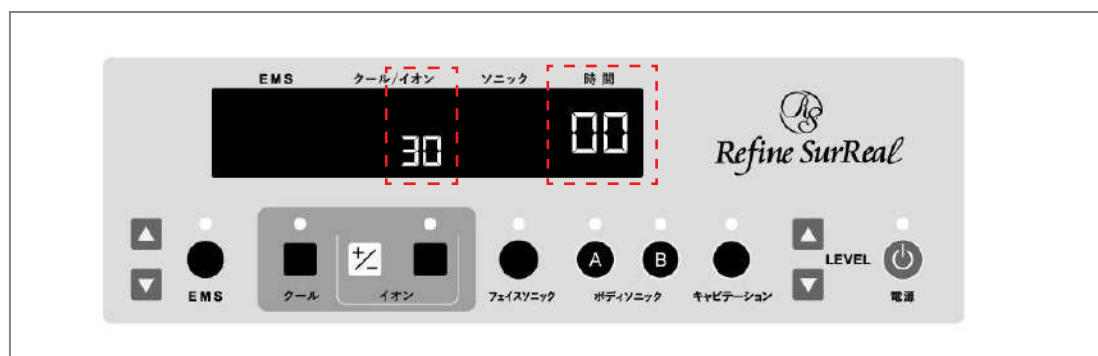 EMS クール/イオン ソニック 時間
30 00
RS
Refine SurReal
+/-
A B
LEVEL
EMS クール イオン フェイスソニック ボディソニック キャビテーション 電源